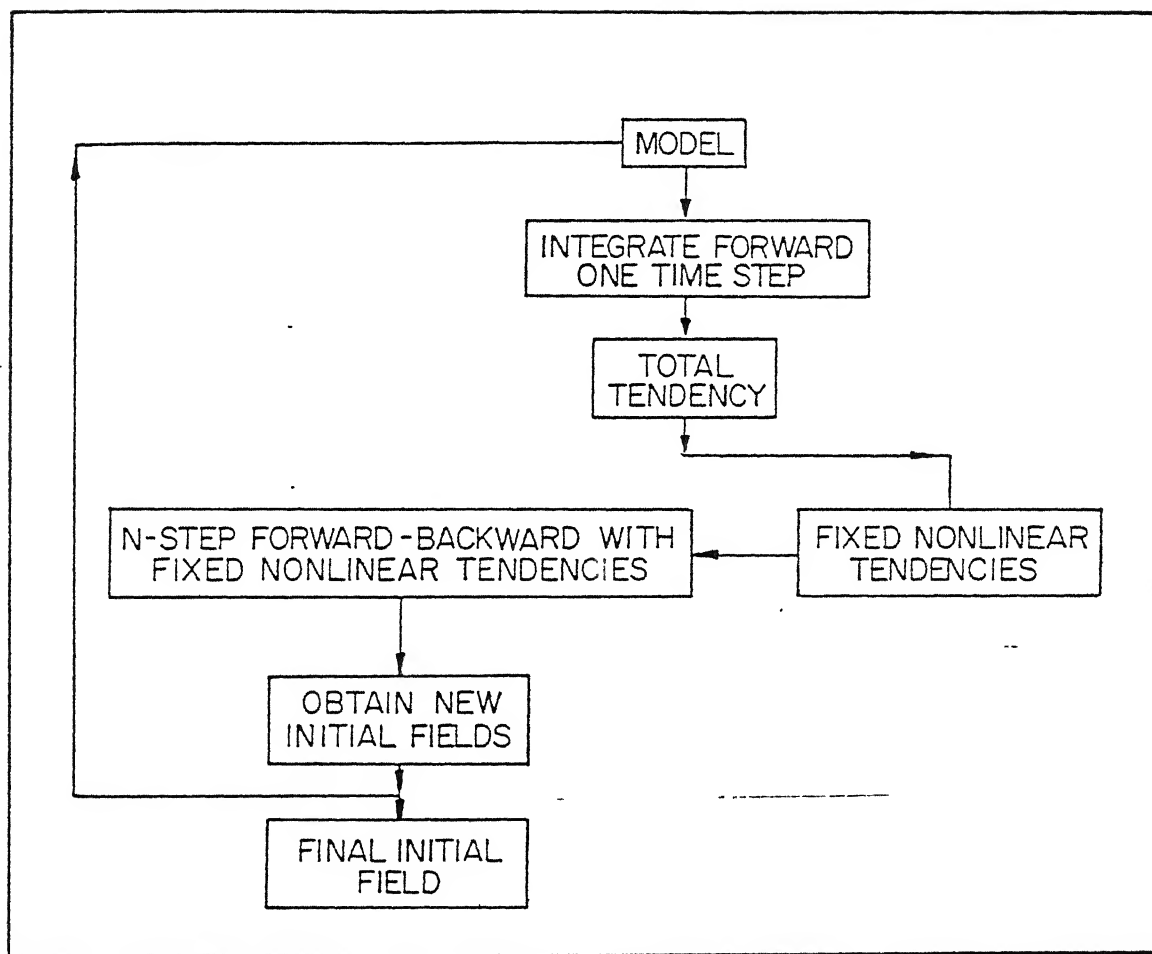 MODEL
INTEGRATE FORWARD
ONE TIME STEP
TOTAL
TENDENCY
N-STEP FORWARD-BACKWARD WITH
FIXED NONLINEAR TENDENCIES
FIXED NONLINEAR
TENDENCIES
OBTAIN NEW
INITIAL FIELDS
FINAL INITIAL
FIELD